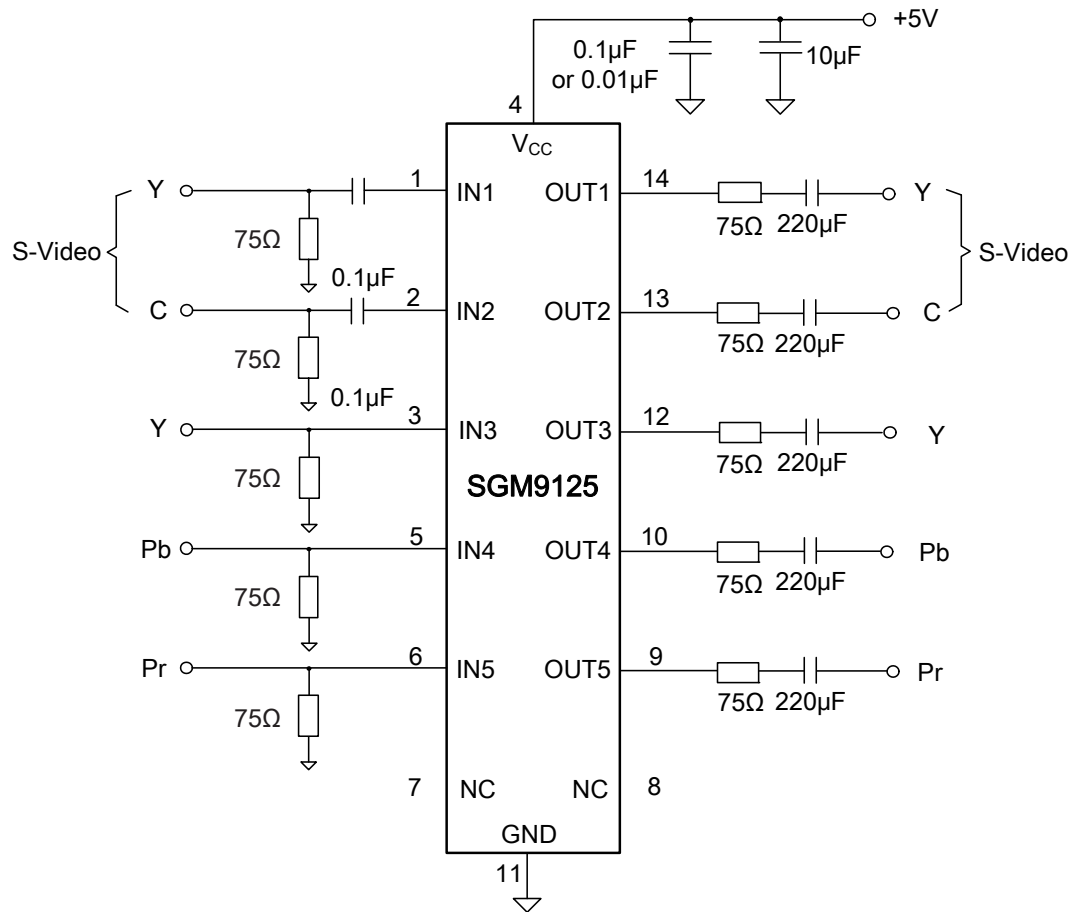 +5V
0.1µF
or 0.01µF
10µF
4
VCC
Y
1
IN1
OUT1
14
75Ω
220µF
Y
S-Video
75Ω
0.1µF
S-Video
C
2
IN2
OUT2
13
75Ω
220µF
C
75Ω
0.1µF
Y
3
IN3
OUT3
12
75Ω
220µF
Y
75Ω
SGM9125
Pb
5
IN4
OUT4
10
75Ω
220µF
Pb
75Ω
Pr
6
IN5
OUT5
9
75Ω
220µF
Pr
75Ω
7
NC
NC
8
GND
11